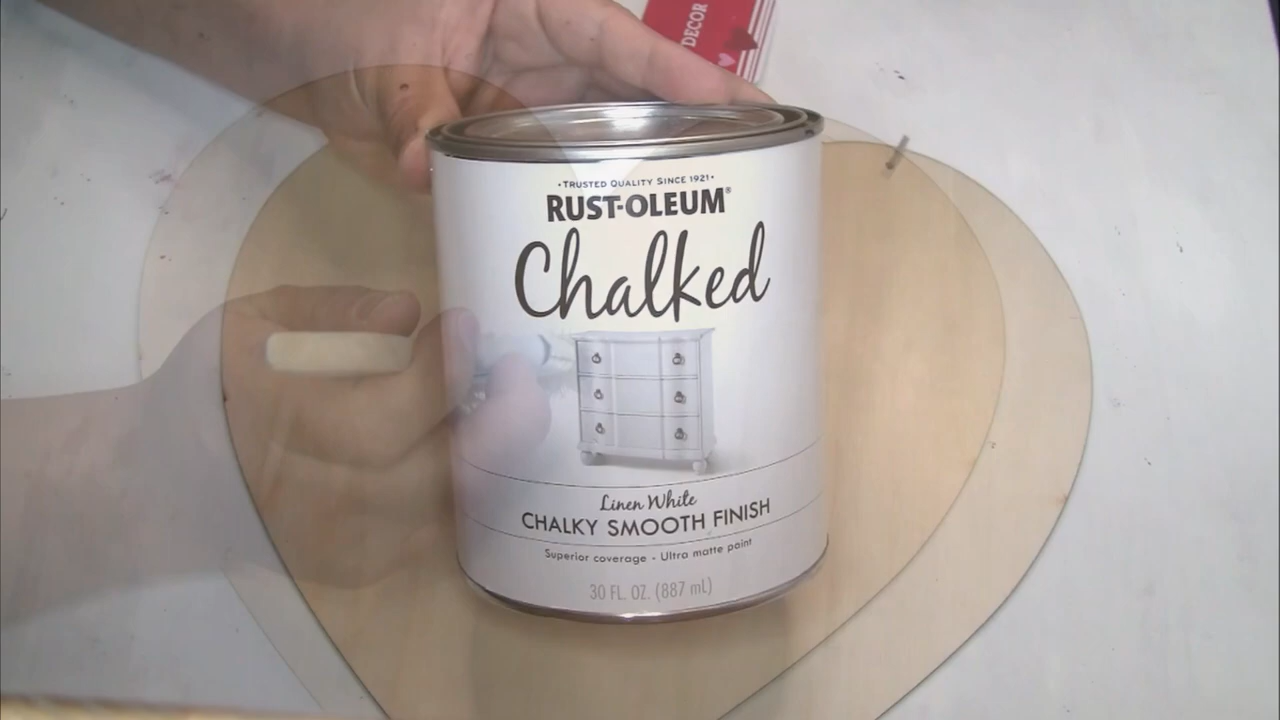 DECOR
•TRUSTED QUALITY SINCE 1921•
RUST-OLEUM®
Chalked
Linen White
CHALKY SMOOTH FINISH
Superior coverage • Ultra matte paint
30 FL. OZ. (887 mL)